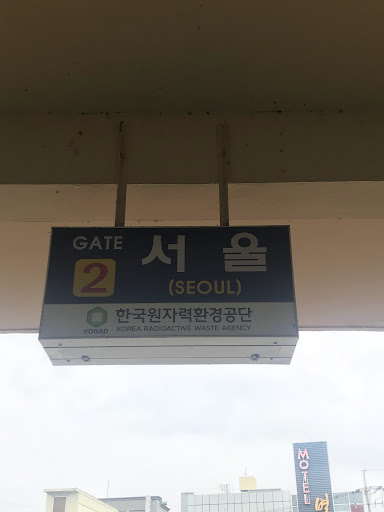 GATE
2
서울
(SEOUL)
KORAD
한국원자력환경공단
KOREA RADIOACTIVE WASTE AGENCY
MOTEL